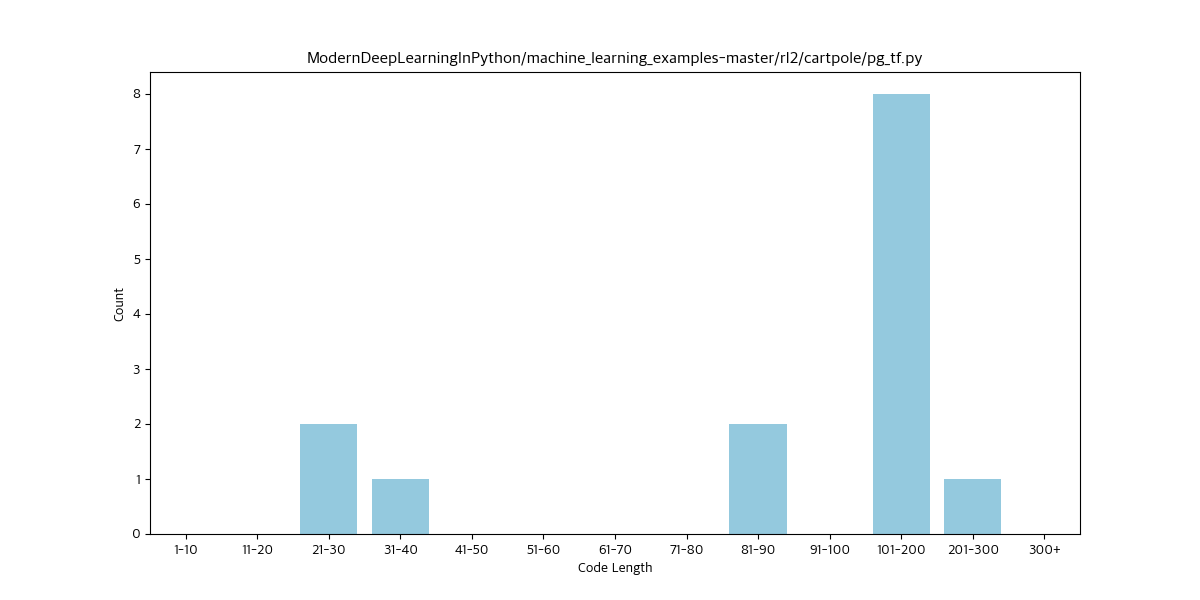 ModernDeepLearningInPython/machine_learning_examples-master/rl2/cartpole/pg_tf.py
8
7
6
5
4
3
2
1
0
Count
1-10 11-20 21-30 31-40 41-50 51-60 61-70 71-80 81-90 91-100 101-200 201-300 300+
Code Length